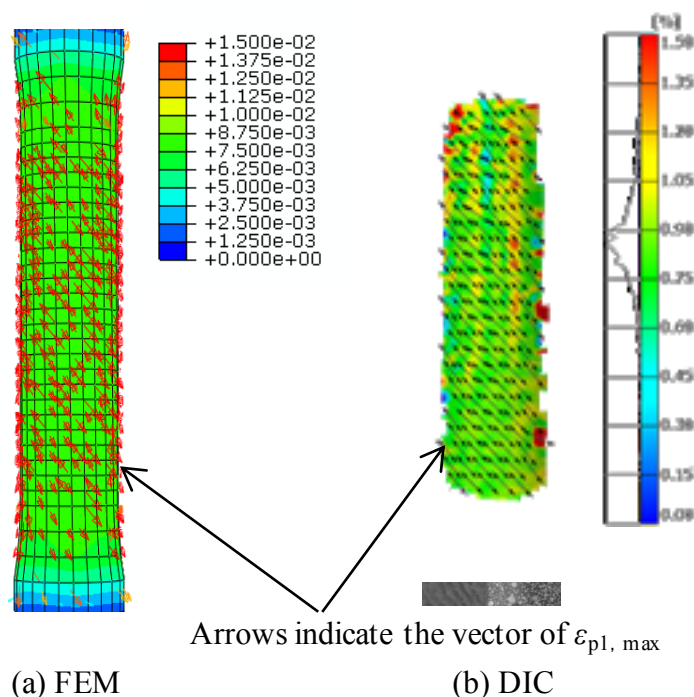 +1.500e-02
+1.375e-02
+1.250e-02
+1.125e-02
+1.000e-02
+8.750e-03
+7.500e-03
+6.250e-03
+5.000e-03
+3.750e-03
+2.500e-03
+1.250e-03
+0.000e+00
[%]
1.50
1.35
1.20
1.05
0.90
0.75
0.60
0.45
0.30
0.15
0.00
Arrows indicate the vector of εp1, max
(a) FEM
(b) DIC